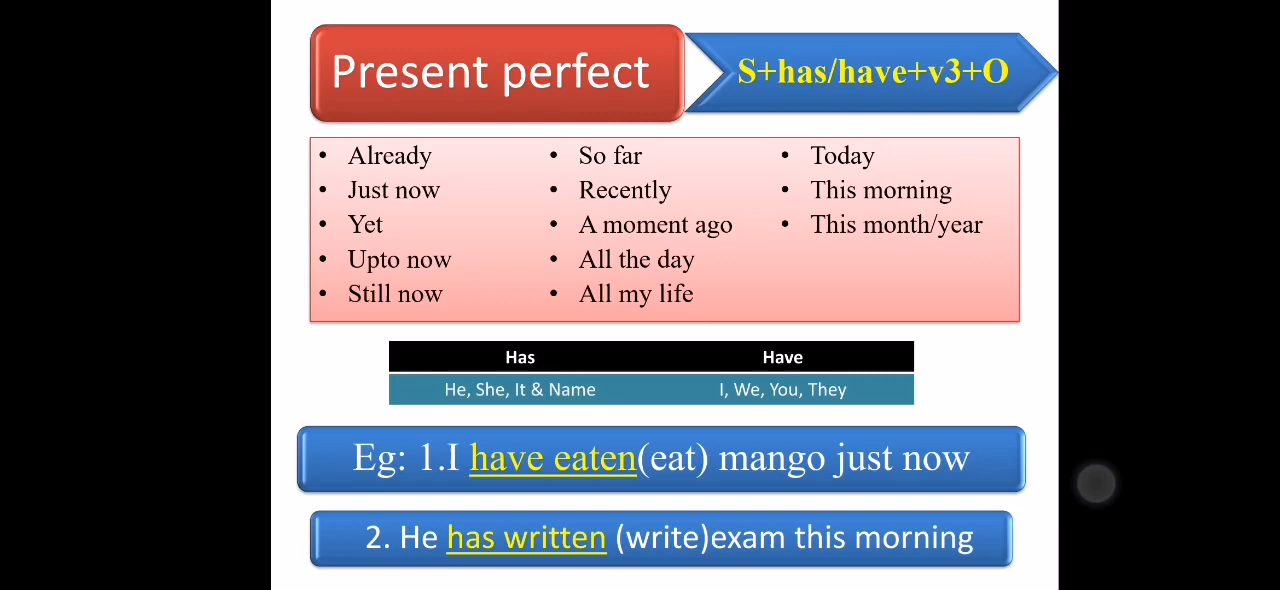 Present perfect
S+has/have+v3+O
• Already
• Just now
• Yet
• Upto now
• Still now
• So far
• Recently
• A moment ago
• All the day
• All my life
• Today
• This morning
• This month/year
Has Have
He, She, It & Name I, We, You, They
Eg: 1.I have eaten(eat) mango just now
2. He has written (write)exam this morning